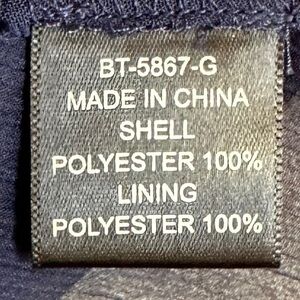 BT-5867-G
MADE IN CHINA
SHELL
POLYESTER 100%
LINING
POLYESTER 100%